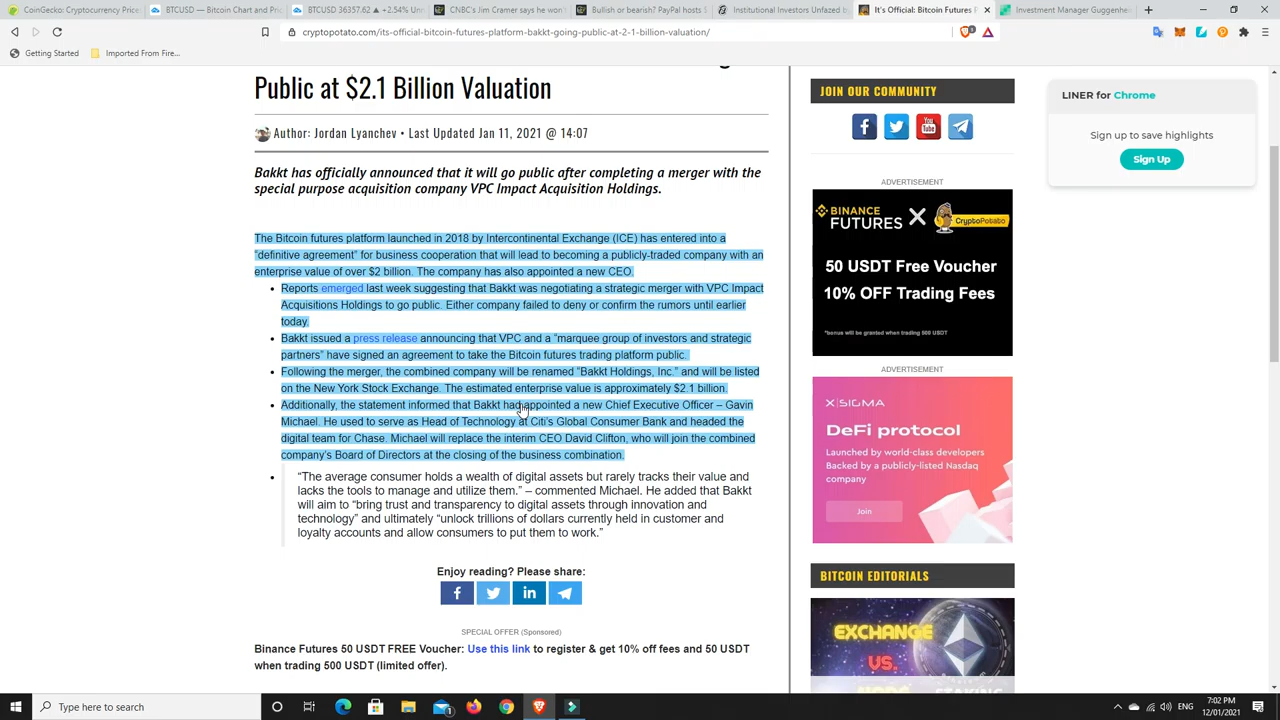 CoinGecko: Cryptocurrency Price
BTCUSD — Bitcoin Chart and Pric
BTCUSD 36357.62 ▲ +2.54% Unn
CNBC's Jim Cramer says he won'
Bullish or bearish? PayPal hosts $
Institutional Investors Unfazed b
It's Official: Bitcoin Futures P
Investment Manager Guggenhe
cryptopotato.com/its-official-bitcoin-futures-platform-bakkt-going-public-at-2-1-billion-valuation/
Getting Started
Imported From Fire...
Public at $2.1 Billion Valuation
Author: Jordan Lyanchev • Last Updated Jan 11, 2021 @ 14:07
Bakkt has officially announced that it will go public after completing a merger with the
special purpose acquisition company VPC Impact Acquisition Holdings.
The Bitcoin futures platform launched in 2018 by Intercontinental Exchange (ICE) has entered into a
"definitive agreement" for business cooperation that will lead to becoming a publicly-traded company with an
enterprise value of over $2 billion. The company has also appointed a new CEO.
• Reports emerged last week suggesting that Bakkt was negotiating a strategic merger with VPC Impact
Acquisitions Holdings to go public. Either company failed to deny or confirm the rumors until earlier
today.
• Bakkt issued a press release announcing that VPC and a "marquee group of investors and strategic
partners" have signed an agreement to take the Bitcoin futures trading platform public.
• Following the merger, the combined company will be renamed "Bakkt Holdings, Inc." and will be listed
on the New York Stock Exchange. The estimated enterprise value is approximately $2.1 billion.
• Additionally, the statement informed that Bakkt had appointed a new Chief Executive Officer – Gavin
Michael. He used to serve as Head of Technology at Citi's Global Consumer Bank and headed the
digital team for Chase. Michael will replace the interim CEO David Clifton, who will join the combined
company's Board of Directors at the closing of the business combination.
• "The average consumer holds a wealth of digital assets but rarely tracks their value and
lacks the tools to manage and utilize them." – commented Michael. He added that Bakkt
will aim to "bring trust and transparency to digital assets through innovation and
technology" and ultimately "unlock trillions of dollars currently held in customer and
loyalty accounts and allow consumers to put them to work."
Enjoy reading? Please share:
SPECIAL OFFER (Sponsored)
Binance Futures 50 USDT FREE Voucher: Use this link to register & get 10% off fees and 50 USDT
when trading 500 USDT (limited offer).
JOIN OUR COMMUNITY
You
Tube
ADVERTISEMENT
BINANCE
FUTURES
CryptoPotato
50 USDT Free Voucher
10% OFF Trading Fees
*bonus will be granted when trading 500 USDT
ADVERTISEMENT
X|SIGMA
DeFi protocol
Launched by world-class developers
Backed by a publicly-listed Nasdaq
company
Join
BITCOIN EDITORIALS
EXCHANGE
VS.
STAKING
LINER for Chrome
Sign up to save highlights
Sign Up
Type here to search
ENG
7:02 PM
12/01/2021